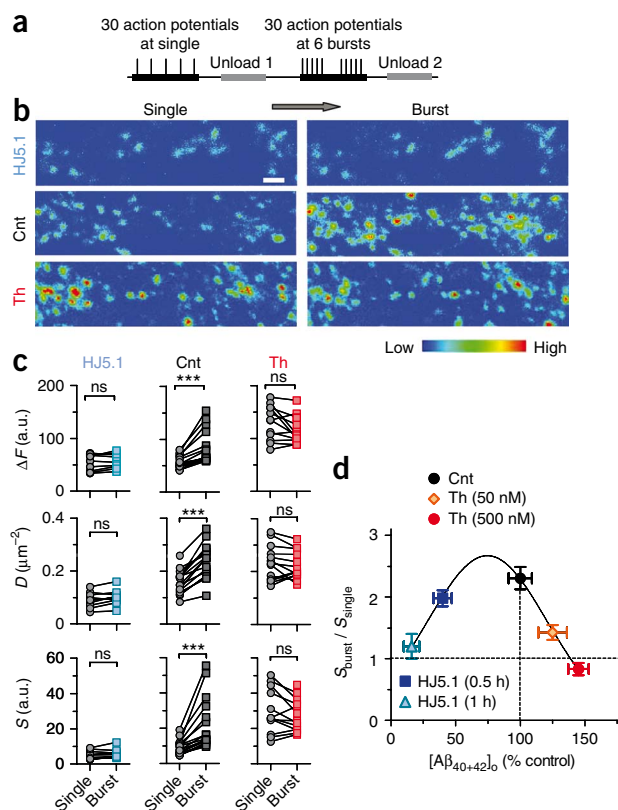 a
30 action potentials
at single
30 action potentials
at 6 bursts
Unload 1
Unload 2
b
Single
Burst
HJ5.1
Cnt
Th
Low
High
c
HJ5.1
Cnt
Th
ns
***
ns
200
100
0
ΔF (a.u.)
ns
***
ns
0.4
0.2
0
D (μm⁻²)
ns
***
ns
60
40
20
0
S (a.u.)
Single
Burst
Single
Burst
Single
Burst
d
Cnt
Th (50 nM)
Th (500 nM)
3
2
1
0
S_burst / S_single
HJ5.1 (0.5 h)
HJ5.1 (1 h)
0
50
100
150
[Aβ₄₀₊₄₂]ₒ (% control)